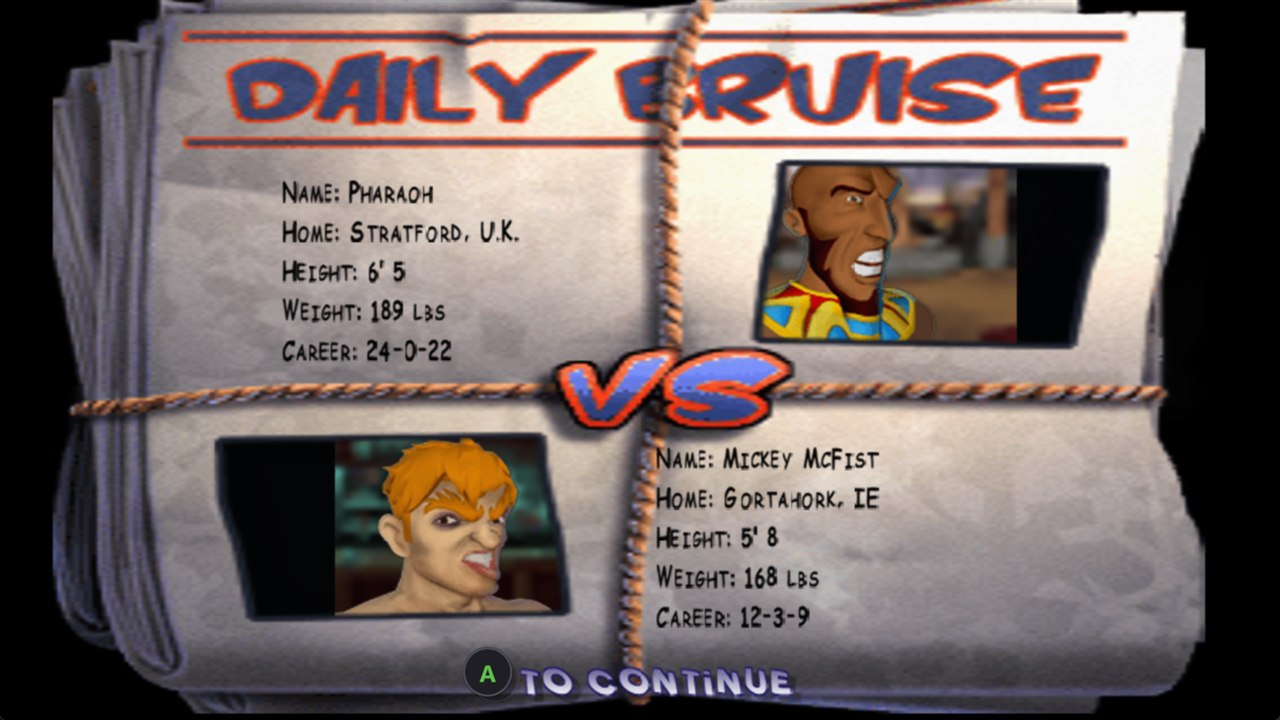 DAILY BRUISE
NAME: PHARAOH
HOME: STRATFORD, U.K.
HEIGHT: 6' 5
WEIGHT: 189 LBS
CAREER: 24-0-22
VS
NAME: MICKEY MCFIST
HOME: GORTAHORK, IE
HEIGHT: 5' 8
WEIGHT: 168 LBS
CAREER: 12-3-9
A TO CONTiNUE